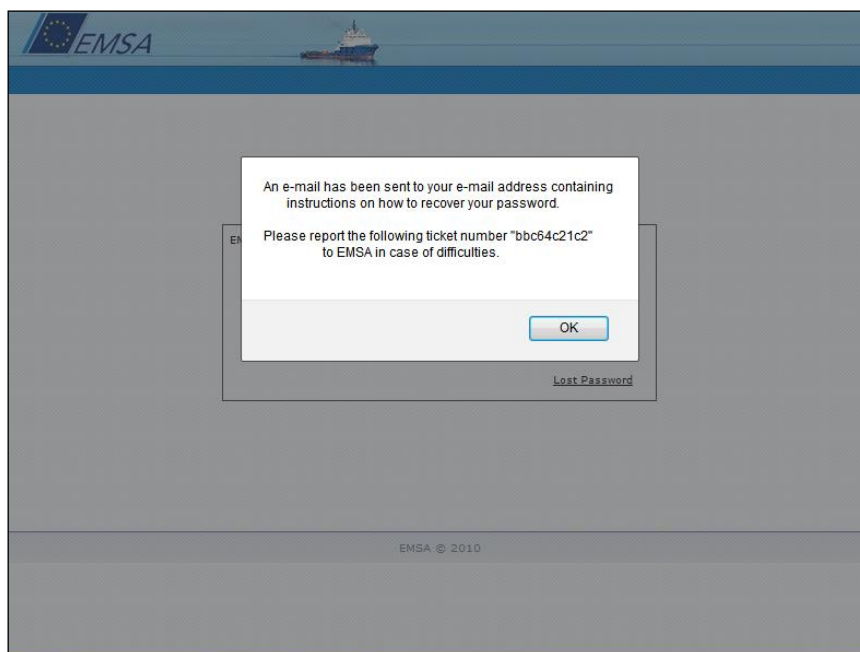 EMSA
An e-mail has been sent to your e-mail address containing
instructions on how to recover your password.
Please report the following ticket number "bbc64c21c2"
to EMSA in case of difficulties.
OK
Lost Password
EMSA © 2010